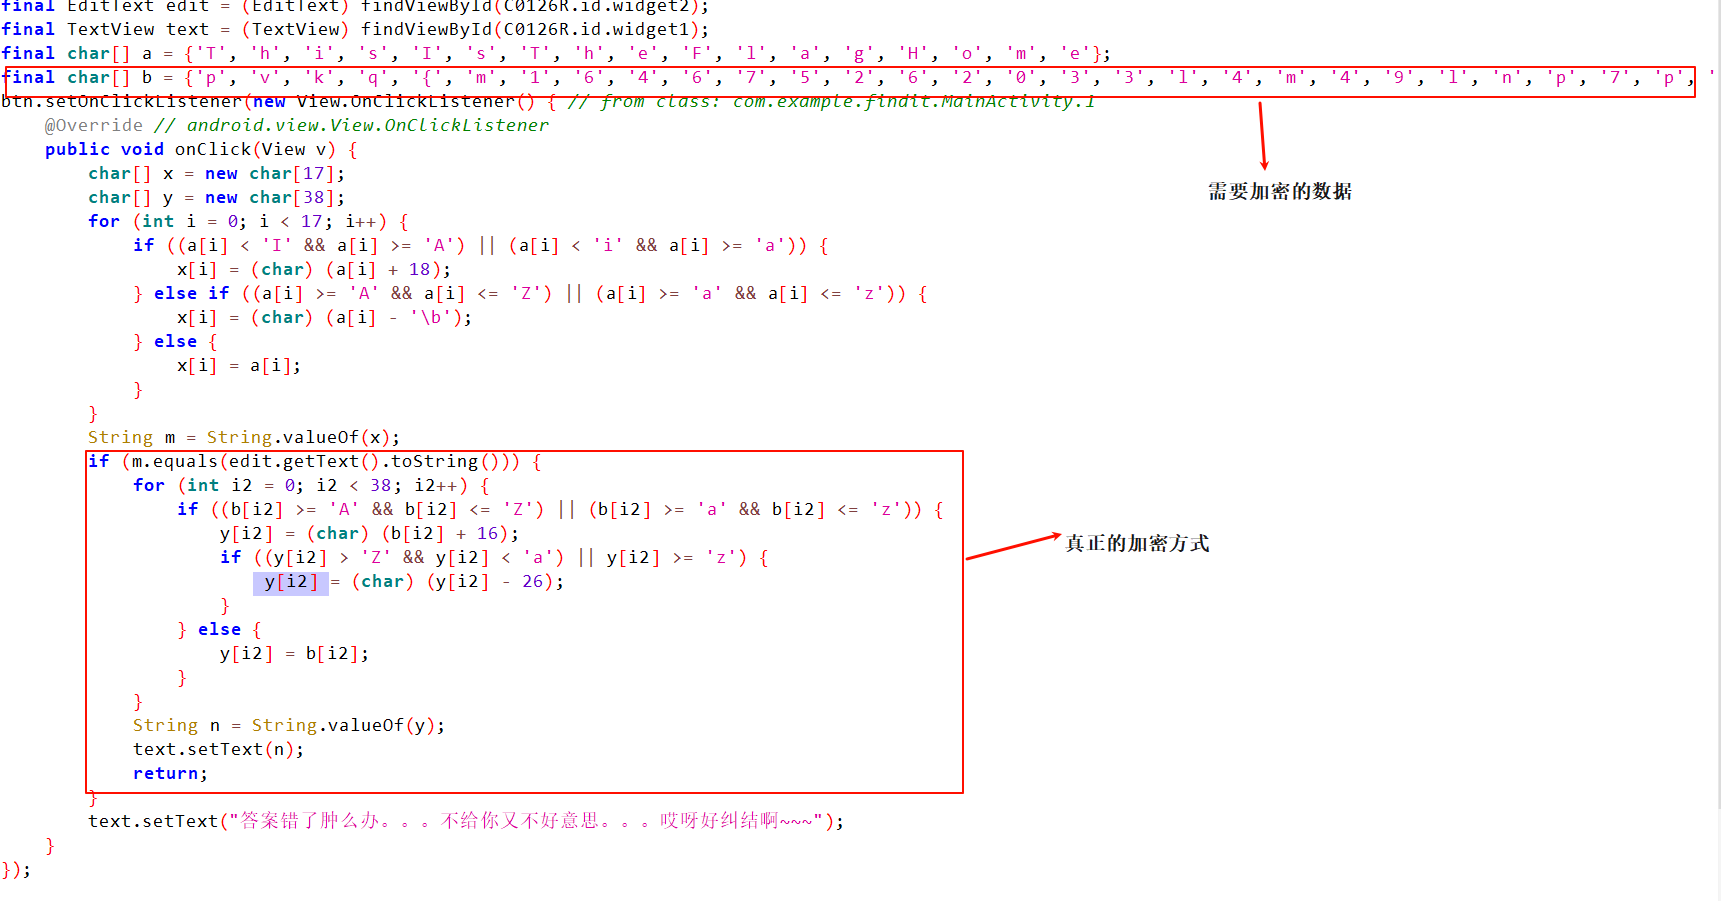 final EditText edit = (EditText) findViewById(C0126R.id.widget2);
final TextView text = (TextView) findViewById(C0126R.id.widget1);
final char[] a = {'T', 'h', 'i', 's', 'I', 's', 'T', 'h', 'e', 'F', 'l', 'a', 'g', 'H', 'o', 'm', 'e'};
final char[] b = {'p', 'v', 'k', 'q', '{', 'm', '1', '6', '4', '6', '7', '5', '2', '6', '2', '0', '3', '3', 'l', '4', 'm', '4', '9', 'l', 'n', 'p', '7', 'p', '
btn.setOnClickListener(new View.OnClickListener() { // from class: com.example.findit.MainActivity.1
需要加密的数据
@Override // android.view.View.OnClickListener
public void onClick(View v) {
char[] x = new char[17];
char[] y = new char[38];
for (int i = 0; i < 17; i++) {
if ((a[i] < 'I' && a[i] >= 'A') || (a[i] < 'i' && a[i] >= 'a')) {
x[i] = (char) (a[i] + 18);
} else if ((a[i] >= 'A' && a[i] <= 'Z') || (a[i] >= 'a' && a[i] <= 'z')) {
x[i] = (char) (a[i] - '\b');
} else {
x[i] = a[i];
}
}
String m = String.valueOf(x);
if (m.equals(edit.getText().toString())) {
for (int i2 = 0; i2 < 38; i2++) {
if ((b[i2] >= 'A' && b[i2] <= 'Z') || (b[i2] >= 'a' && b[i2] <= 'z')) {
y[i2] = (char) (b[i2] + 16);
if ((y[i2] > 'Z' && y[i2] < 'a') || y[i2] >= 'z') {
y[i2] = (char) (y[i2] - 26);
}
} else {
y[i2] = b[i2];
}
}
String n = String.valueOf(y);
text.setText(n);
return;
}
真正的加密方式
text.setText("答案错了肿么办。。。不给你又不好意思。。。哎呀好纠结啊~~~");
}
});